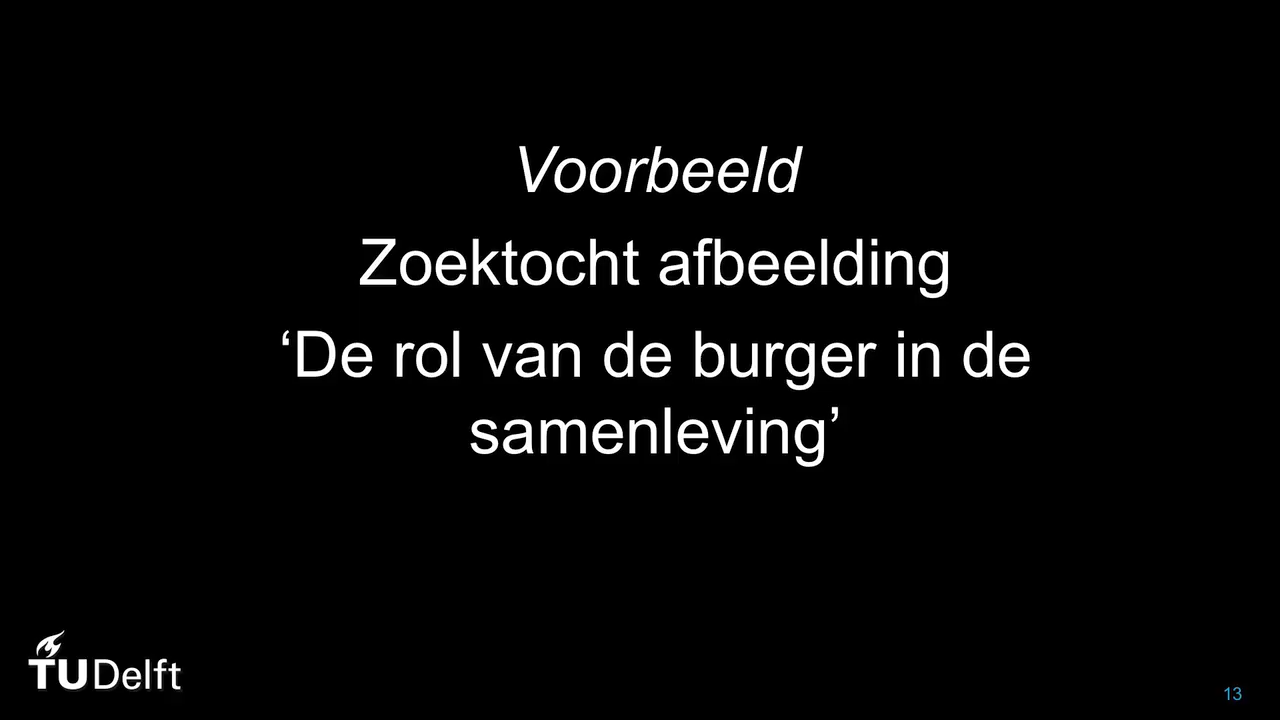 Voorbeeld
Zoektocht afbeelding
‘De rol van de burger in de
samenleving’
TUDelft
13